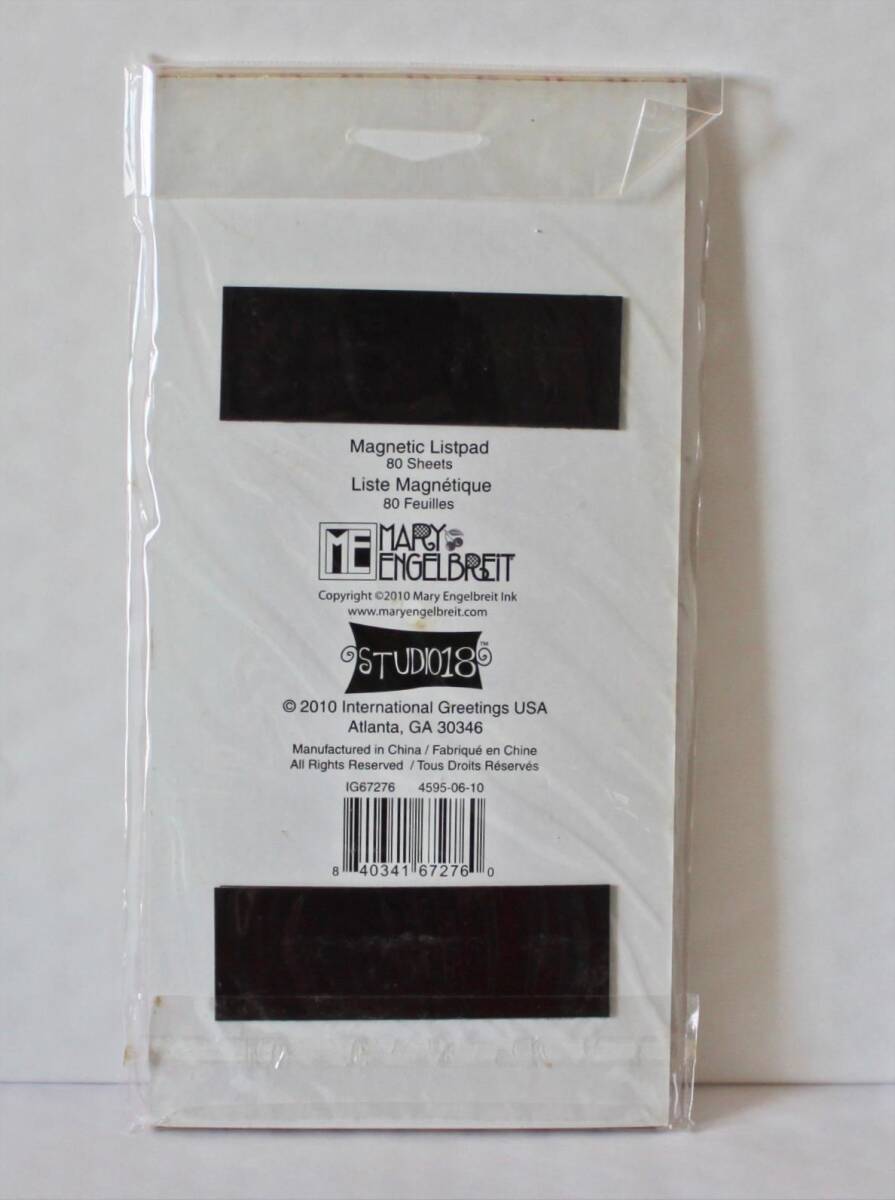 Magnetic Listpad
80 Sheets
Liste Magnétique
80 Feuilles
ME MARY
ENGELBREIT
Copyright ©2010 Mary Engelbreit Ink
www.maryengelbreit.com
STUDIO18™
© 2010 International Greetings USA
Atlanta, GA 30346
Manufactured in China / Fabriqué en Chine
All Rights Reserved / Tous Droits Réservés
IG67276 4595-06-10
8 40341 67276 0